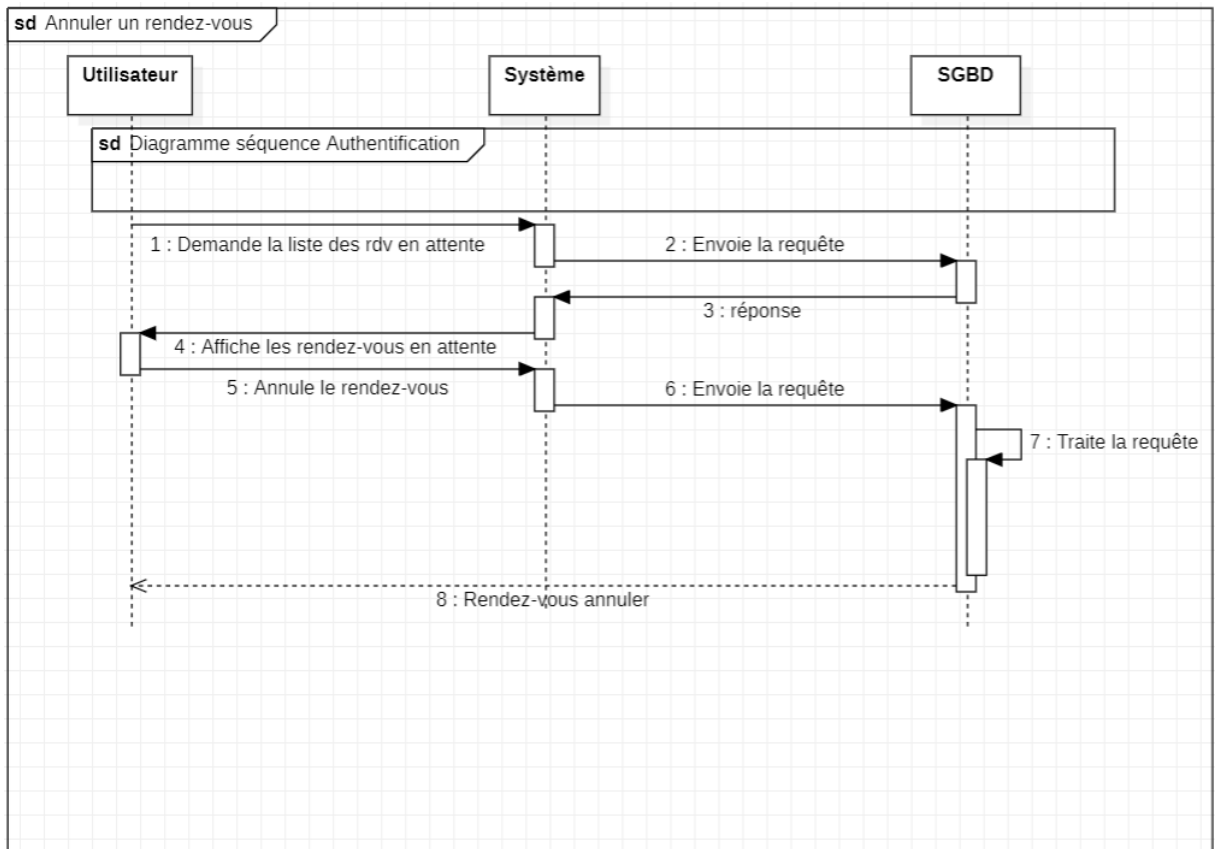 sd Annuler un rendez-vous
Utilisateur
Système
SGBD
sd Diagramme séquence Authentification
1 : Demande la liste des rdv en attente
2 : Envoie la requête
3 : réponse
4 : Affiche les rendez-vous en attente
5 : Annule le rendez-vous
6 : Envoie la requête
7 : Traite la requête
8 : Rendez-vous annuler